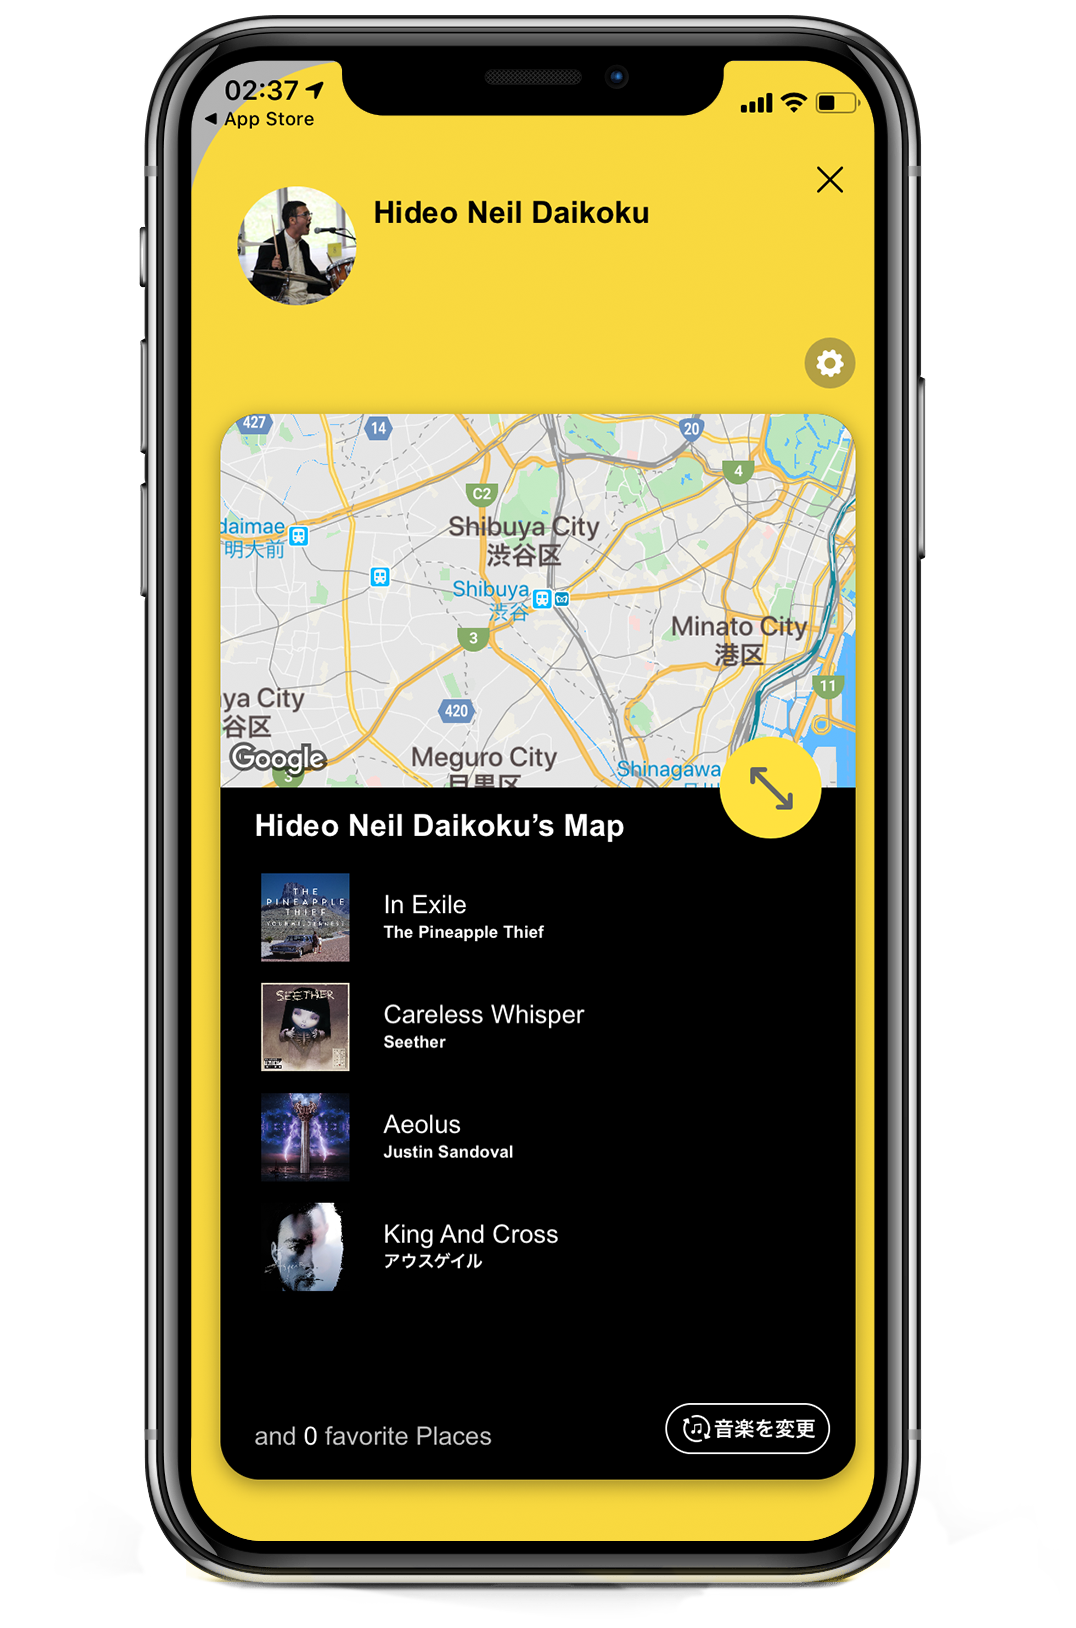 02:37
App Store
Hideo Neil Daikoku
427
14
20
4
C2
Shibuya City
渋谷区
daimae
明大前
Shibuya
渋谷
3
Minato City
港区
11
ya City
谷区
420
Google
3
Meguro City
目黒区
Shinagawa
Hideo Neil Daikoku's Map
THE
PINEAPPLE
THIEF
YOUR WILDERNESS
In Exile
The Pineapple Thief
SEETHER
Careless Whisper
Seether
Aeolus
Justin Sandoval
King And Cross
アウスゲイル
and 0 favorite Places
音楽を変更